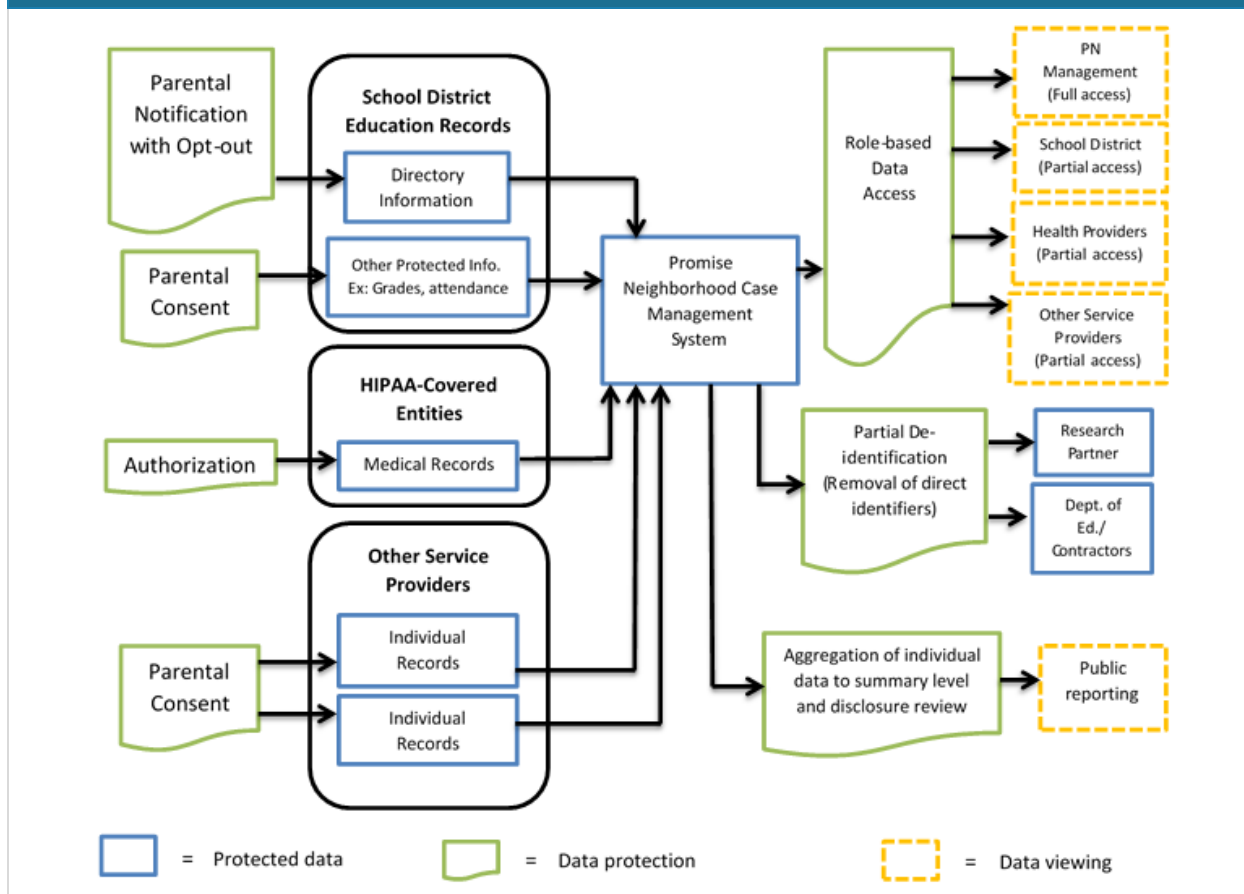 Parental
Notification
with Opt-out
School District
Education Records
Directory
Information
Parental
Consent
Other Protected Info.
Ex: Grades, attendance
HIPAA-Covered
Entities
Authorization
Medical Records
Other Service
Providers
Parental
Consent
Individual
Records
Individual
Records
Promise
Neighborhood Case
Management
System
Role-based
Data
Access
PN
Management
(Full access)
School District
(Partial access)
Health Providers
(Partial access)
Other Service
Providers
(Partial access)
Partial De-
identification
(Removal of direct
identifiers)
Research
Partner
Dept. of
Ed./
Contractors
Aggregation of individual
data to summary level
and disclosure review
Public
reporting
= Protected data
= Data protection
= Data viewing